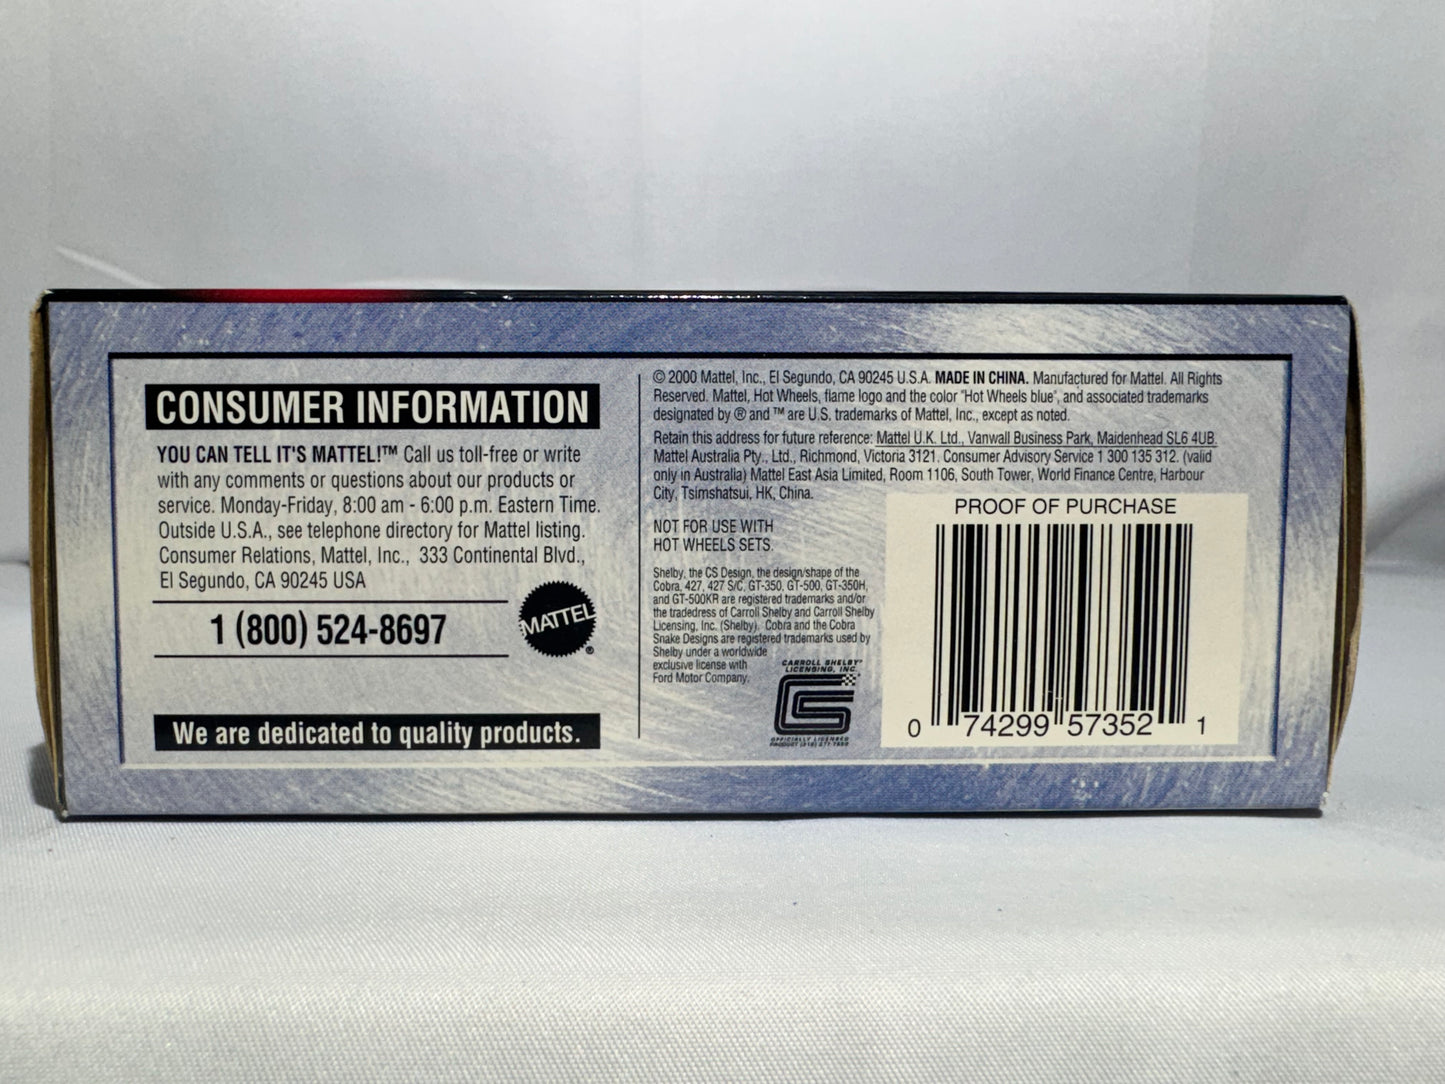 CONSUMER INFORMATION
YOU CAN TELL IT'S MATTEL!™ Call us toll-free or write
with any comments or questions about our products or
service. Monday-Friday, 8:00 am - 6:00 p.m. Eastern Time.
Outside U.S.A., see telephone directory for Mattel listing.
Consumer Relations, Mattel, Inc., 333 Continental Blvd.,
El Segundo, CA 90245 USA
1 (800) 524-8697
MATTEL®
We are dedicated to quality products.
© 2000 Mattel, Inc., El Segundo, CA 90245 U.S.A. MADE IN CHINA. Manufactured for Mattel. All Rights
Reserved. Mattel, Hot Wheels, flame logo and the color "Hot Wheels blue", and associated trademarks
designated by ® and ™ are U.S. trademarks of Mattel, Inc., except as noted.
Retain this address for future reference: Mattel U.K. Ltd., Vanwall Business Park, Maidenhead SL6 4UB.
Mattel Australia Pty., Ltd., Richmond, Victoria 3121. Consumer Advisory Service 1 300 135 312. (valid
only in Australia) Mattel East Asia Limited, Room 1106, South Tower, World Finance Centre, Harbour
City, Tsimshatsui, HK, China.
NOT FOR USE WITH
HOT WHEELS SETS.
Shelby, the CS Design, the design/shape of the
Cobra, 427, 427 S/C, GT-350, GT-500, GT-350H,
and GT-500KR are registered trademarks and/or
the tradedress of Carroll Shelby and Carroll Shelby
Licensing, Inc. (Shelby). Cobra and the Cobra
Snake Designs are registered trademarks used by
Shelby under a worldwide
exclusive license with
Ford Motor Company.
CARROLL SHELBY
LICENSING, INC.
OFFICIALLY LICENSED
PRODUCT
PROOF OF PURCHASE
0 74299 57352 1